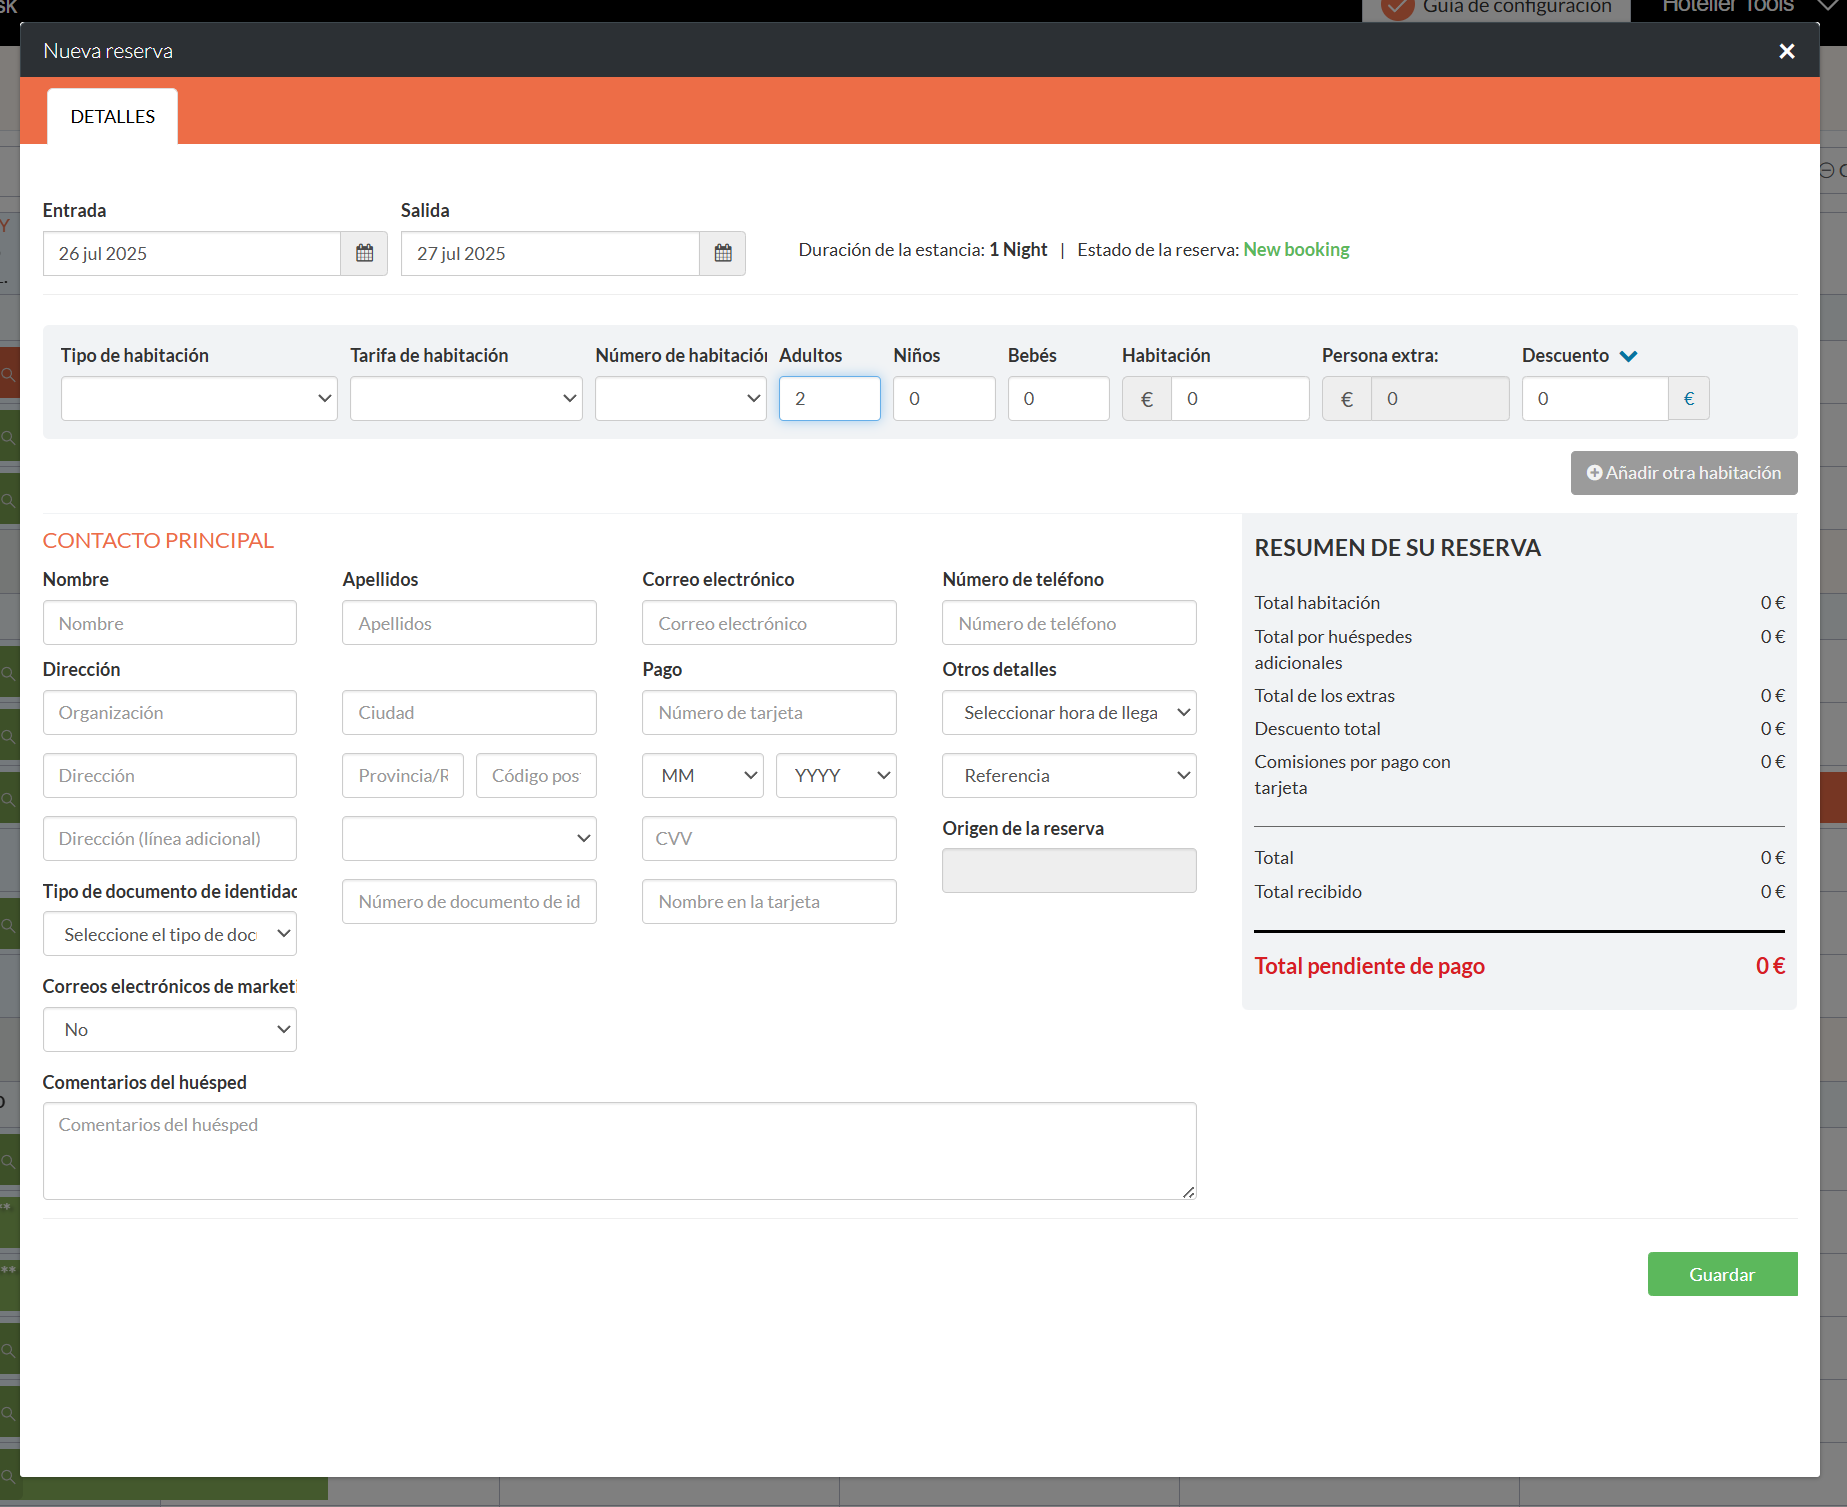 SK
Guía de configuración
Hotelier Tools
Nueva reserva
DETALLES
Entrada
Salida
26 jul 2025
27 jul 2025
Duración de la estancia: 1 Night | Estado de la reserva: New booking
Tipo de habitación
Tarifa de habitación
Número de habitación
Adultos
Niños
Bebés
Habitación
Persona extra:
Descuento
2
0
0
€ 0
€ 0
0 €
Añadir otra habitación
CONTACTO PRINCIPAL
Nombre
Apellidos
Correo electrónico
Número de teléfono
Nombre
Apellidos
Correo electrónico
Número de teléfono
Dirección
Pago
Otros detalles
Organización
Ciudad
Número de tarjeta
Seleccionar hora de llega
Dirección
Provincia/R
Código pos
MM
YYYY
Referencia
Dirección (línea adicional)
CVV
Origen de la reserva
Tipo de documento de identidad
Número de documento de id
Nombre en la tarjeta
Seleccione el tipo de doc
Correos electrónicos de marketi
No
Comentarios del huésped
Comentarios del huésped
RESUMEN DE SU RESERVA
Total habitación 0 €
Total por huéspedes 0 €
adicionales
Total de los extras 0 €
Descuento total 0 €
Comisiones por pago con 0 €
tarjeta
Total 0 €
Total recibido 0 €
Total pendiente de pago 0 €
Guardar